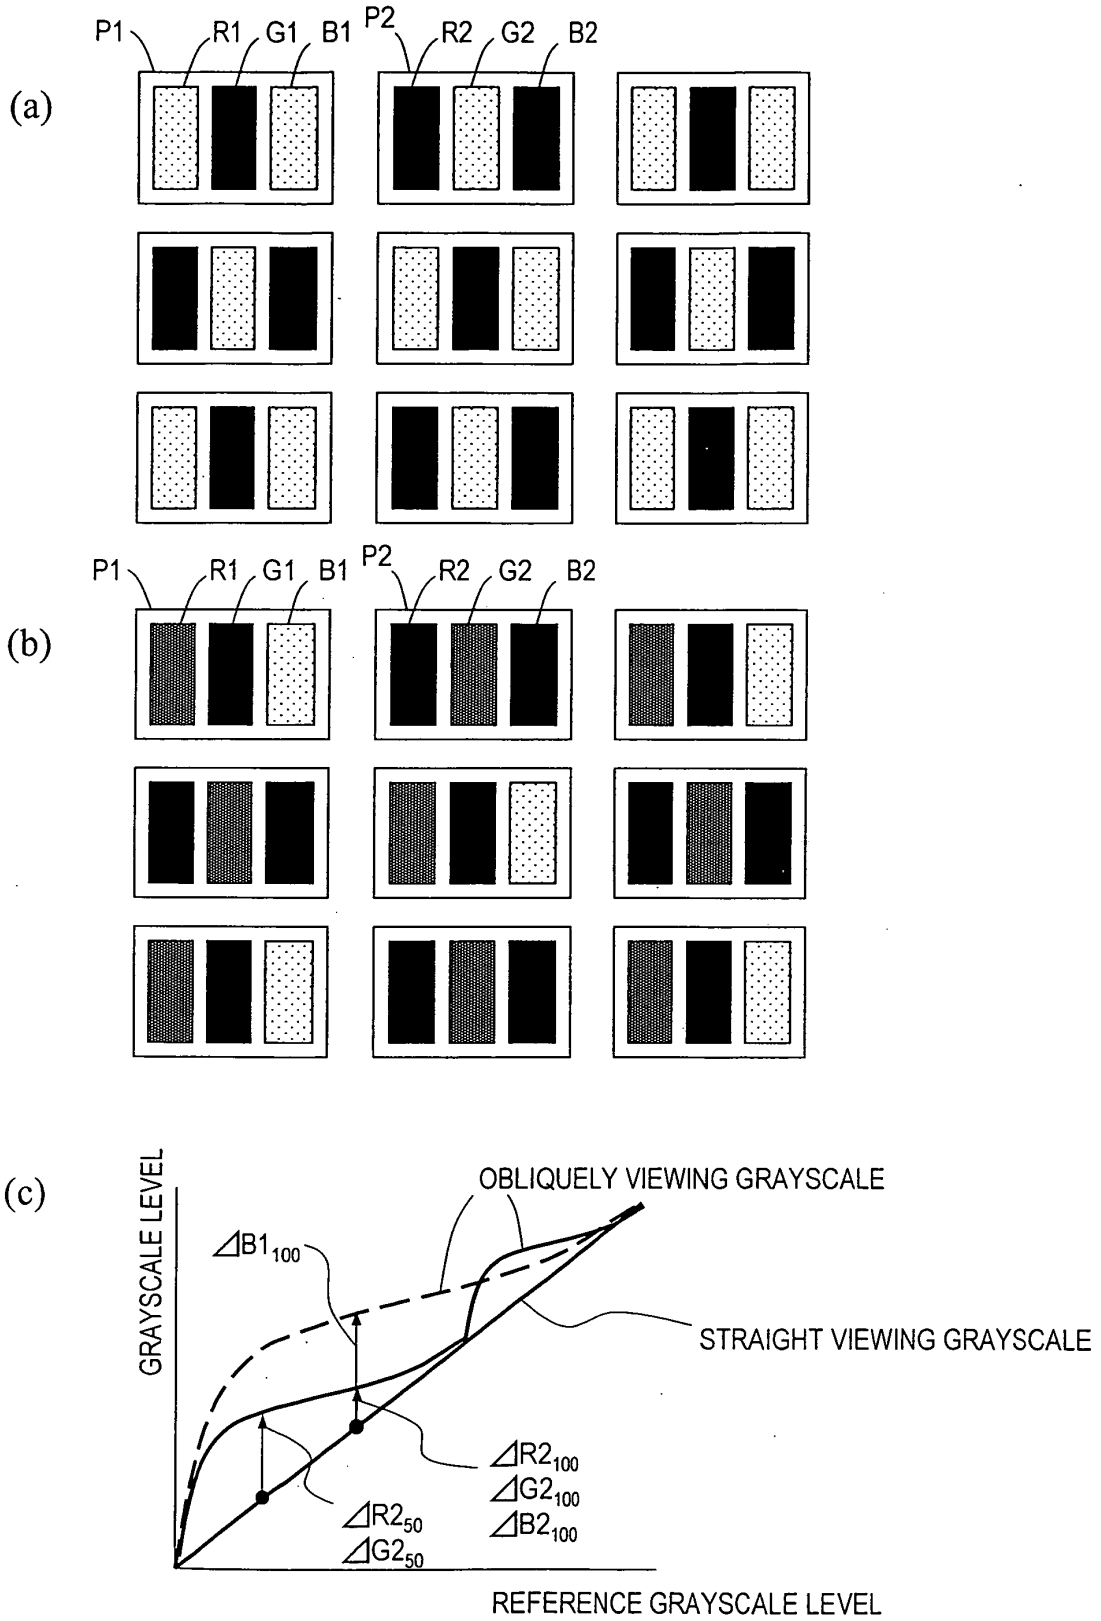 (a)
P1 R1 G1 B1 P2 R2 G2 B2
(b)
P1 R1 G1 B1 P2 R2 G2 B2
(c)
GRAYSCALE LEVEL
OBLIQUELY VIEWING GRAYSCALE
⊿B1₁₀₀
STRAIGHT VIEWING GRAYSCALE
⊿R2₁₀₀
⊿G2₁₀₀
⊿B2₁₀₀
⊿R2₅₀
⊿G2₅₀
REFERENCE GRAYSCALE LEVEL